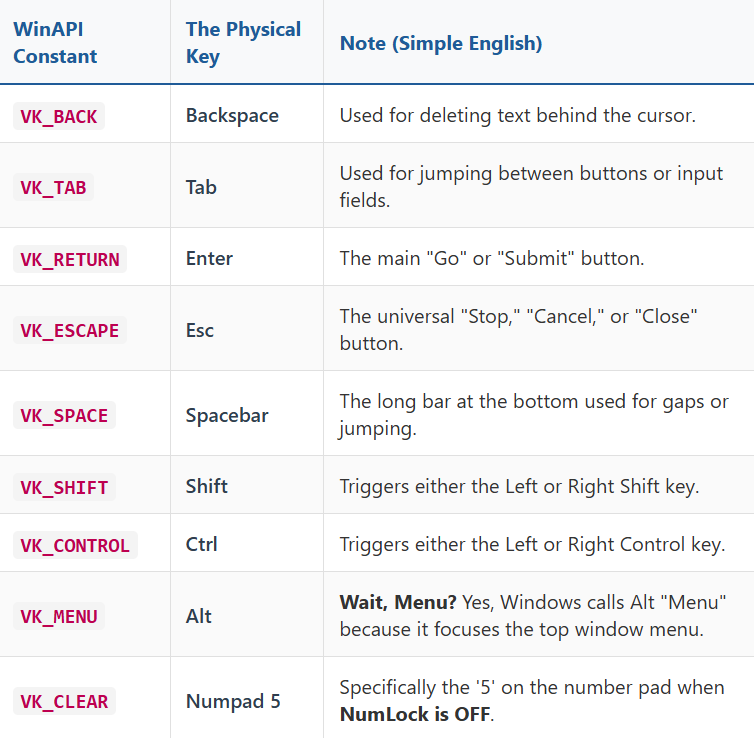 WinAPI Constant
The Physical Key
Note (Simple English)
VK_BACK
Backspace
Used for deleting text behind the cursor.
VK_TAB
Tab
Used for jumping between buttons or input
fields.
VK_RETURN
Enter
The main "Go" or "Submit" button.
VK_ESCAPE
Esc
The universal "Stop," "Cancel," or "Close"
button.
VK_SPACE
Spacebar
The long bar at the bottom used for gaps or
jumping.
VK_SHIFT
Shift
Triggers either the Left or Right Shift key.
VK_CONTROL
Ctrl
Triggers either the Left or Right Control key.
VK_MENU
Alt
Wait, Menu? Yes, Windows calls Alt "Menu"
because it focuses the top window menu.
VK_CLEAR
Numpad 5
Specifically the '5' on the number pad when
NumLock is OFF.